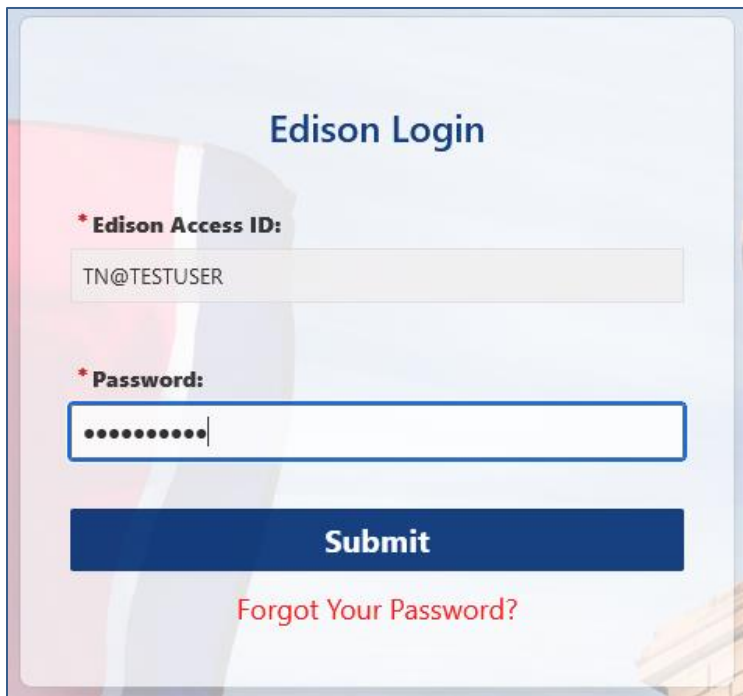 Edison Login
* Edison Access ID:
TN@TESTUSER
* Password:
••••••••••
Submit
Forgot Your Password?